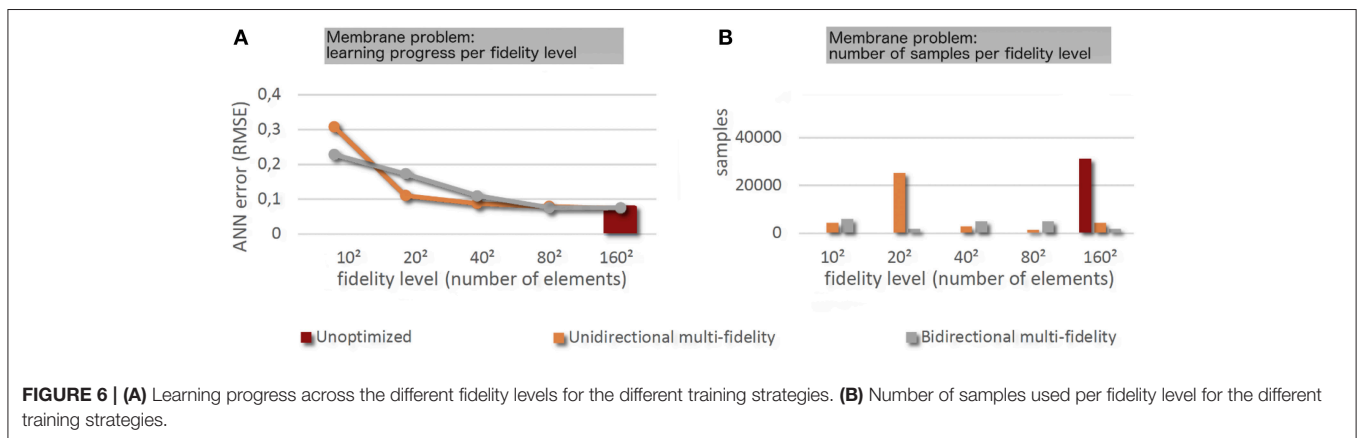 A
Membrane problem:
learning progress per fidelity level
ANN error (RMSE)
0,4
0,3
0,2
0,1
0
10² 20² 40² 80² 160²
fidelity level (number of elements)
B
Membrane problem:
number of samples per fidelity level
samples
40000
20000
0
10² 20² 40² 80² 160²
fidelity level (number of elements)
Unoptimized Unidirectional multi-fidelity Bidirectional multi-fidelity
FIGURE 6 | (A) Learning progress across the different fidelity levels for the different training strategies. (B) Number of samples used per fidelity level for the different
training strategies.